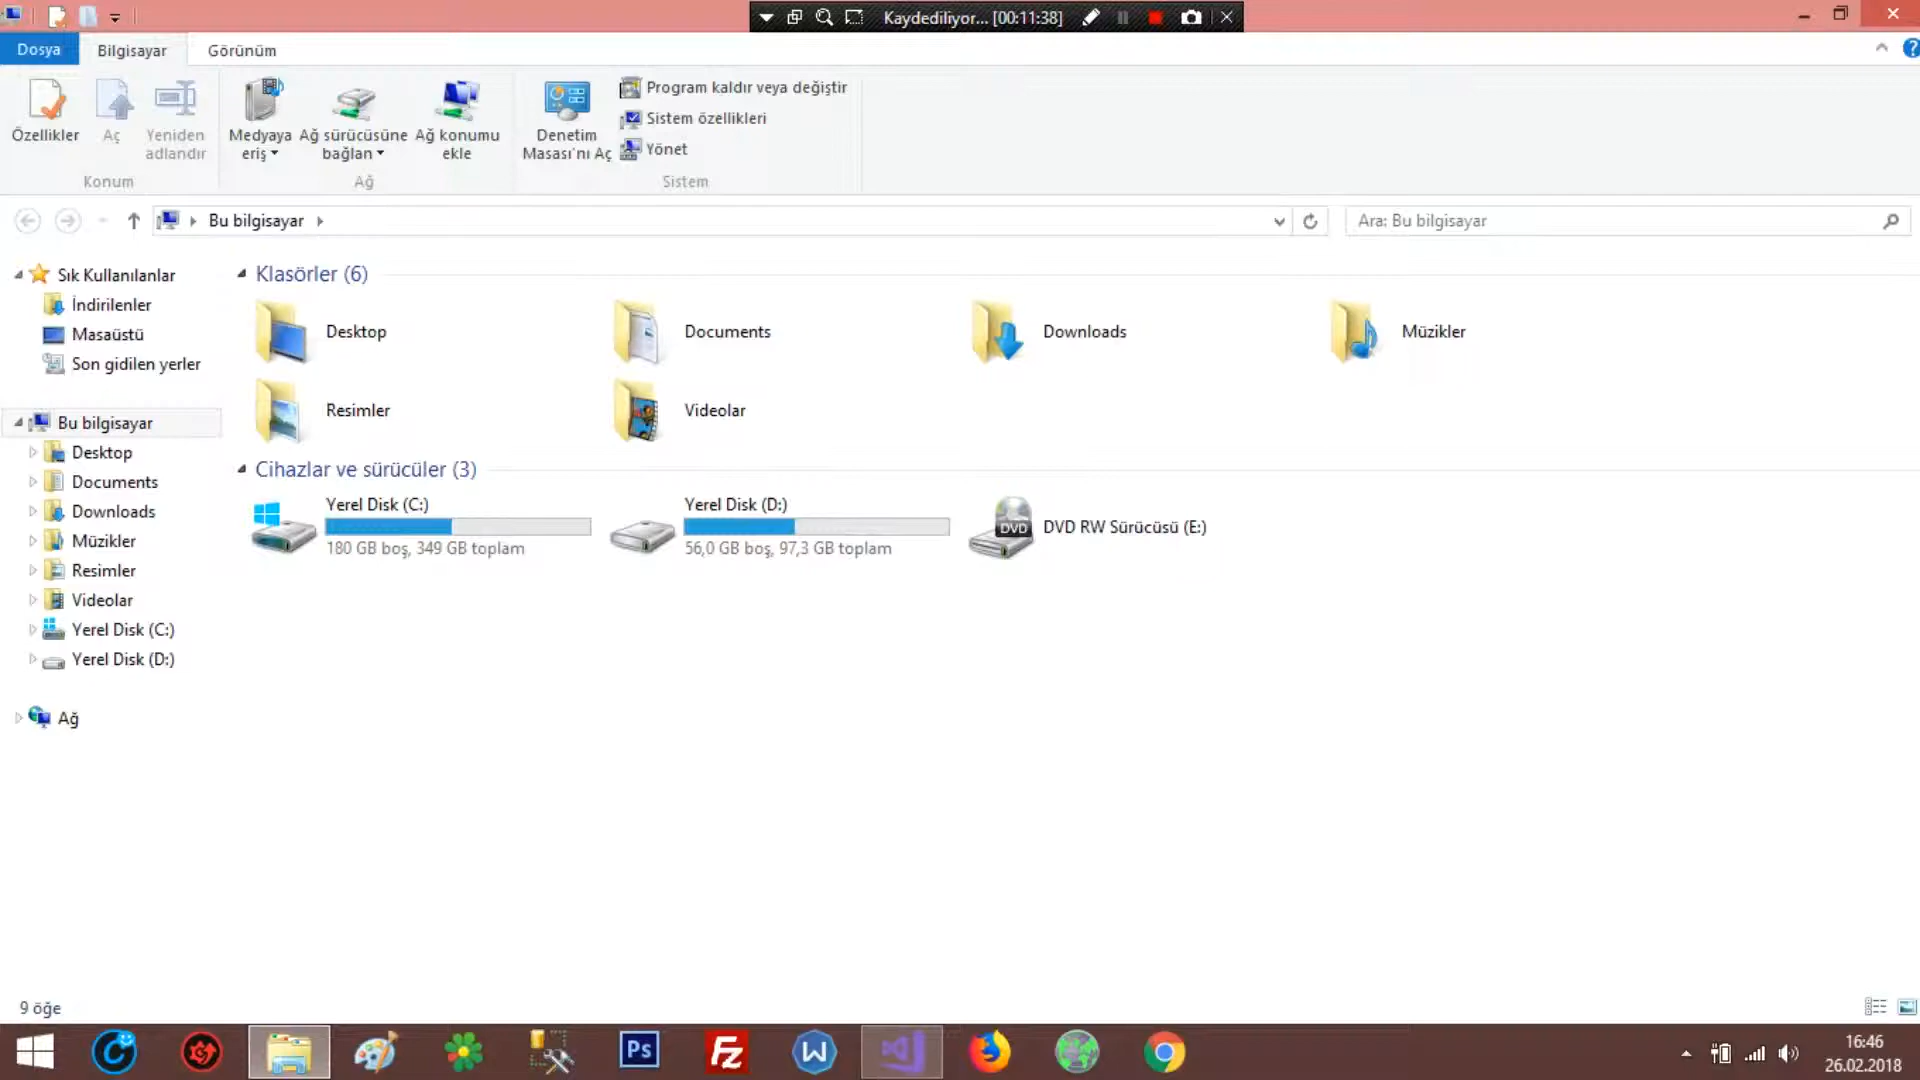 Kaydediliyor... [00:11:38]
Dosya
Bilgisayar
Görünüm
Özellikler
Aç
Yeniden
adlandır
Konum
Medyaya
eriş
Ağ sürücüsüne
bağlan
Ağ konumu
ekle
Ağ
Denetim
Masası'nı Aç
Program kaldır veya değiştir
Sistem özellikleri
Yönet
Sistem
Bu bilgisayar
Ara: Bu bilgisayar
Sık Kullanılanlar
İndirilenler
Masaüstü
Son gidilen yerler
Bu bilgisayar
Desktop
Documents
Downloads
Müzikler
Resimler
Videolar
Yerel Disk (C:)
Yerel Disk (D:)
Ağ
Klasörler (6)
Desktop
Documents
Downloads
Müzikler
Resimler
Videolar
Cihazlar ve sürücüler (3)
Yerel Disk (C:)
180 GB boş, 349 GB toplam
Yerel Disk (D:)
56,0 GB boş, 97,3 GB toplam
DVD
DVD RW Sürücüsü (E:)
9 öğe
Ps
Fz
W
16:46
26.02.2018